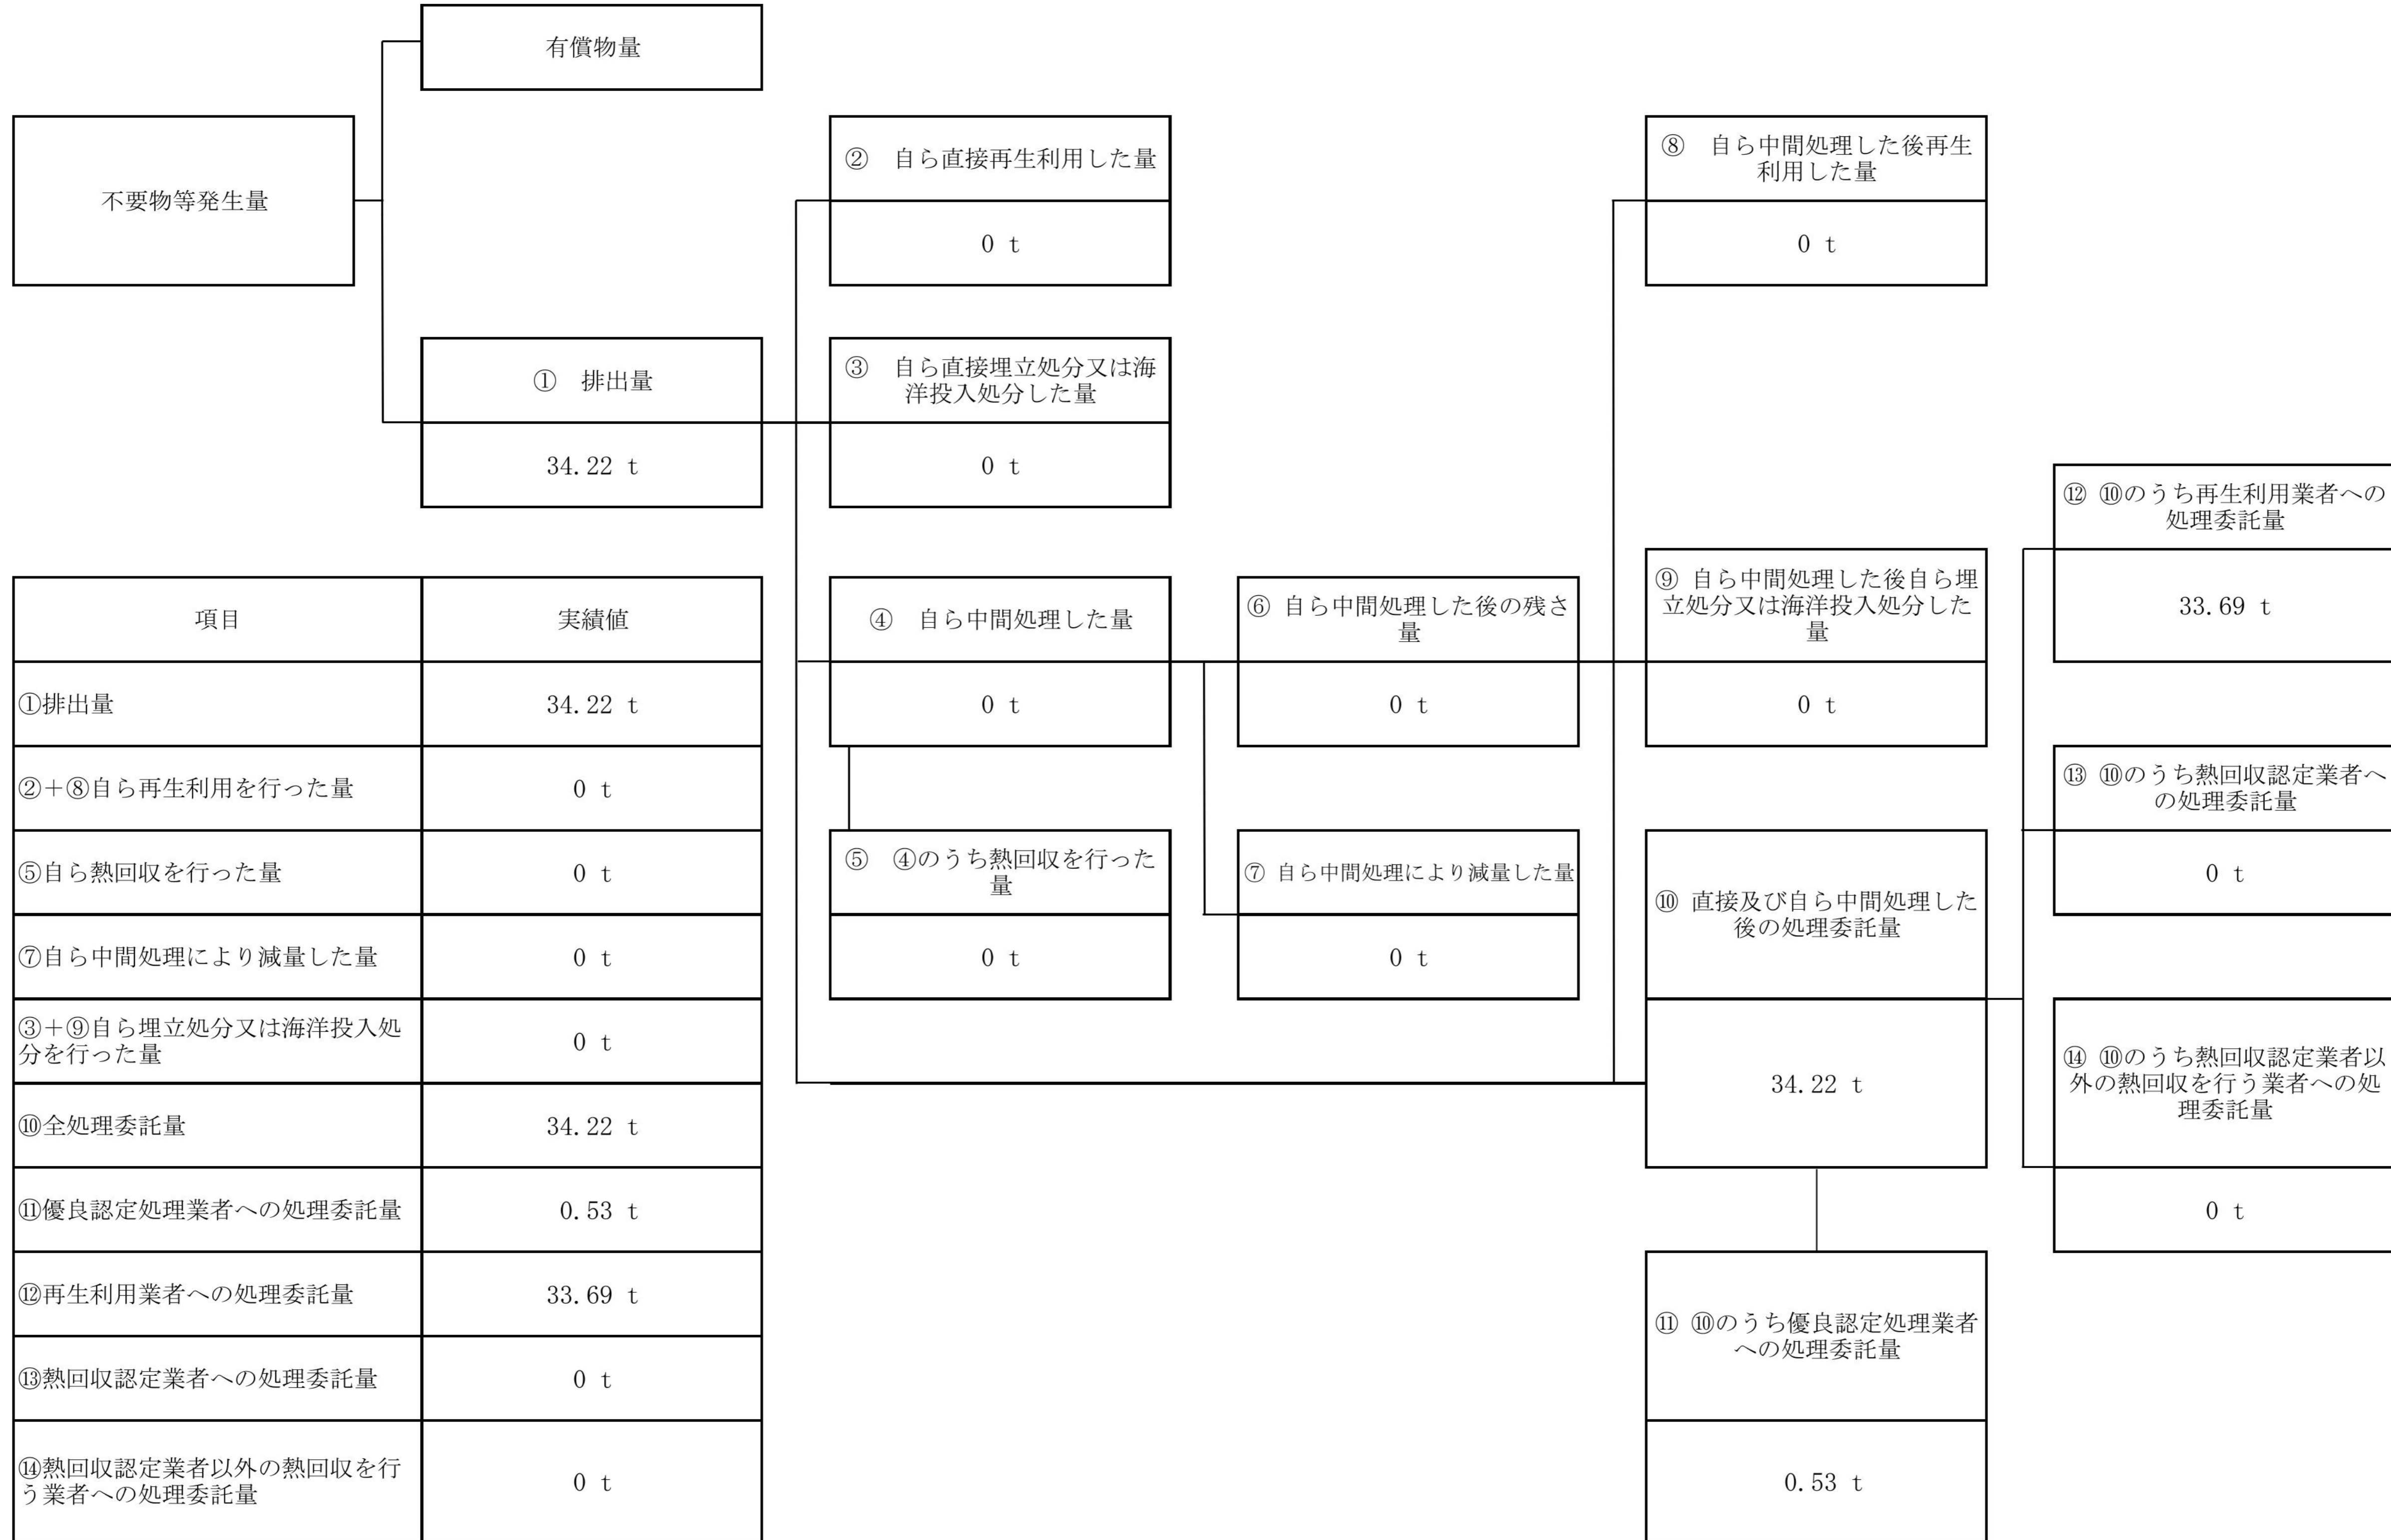 有償物量
不要物等発生量
②　自ら直接再生利用した量
0 t
⑧　自ら中間処理した後再生
利用した量
0 t
①　排出量
34.22 t
③　自ら直接埋立処分又は海
洋投入処分した量
0 t
⑫ ⑩のうち再生利用業者への
処理委託量
33.69 t
④　自ら中間処理した量
0 t
⑥ 自ら中間処理した後の残さ
量
0 t
⑨ 自ら中間処理した後自ら埋
立処分又は海洋投入処分した
量
0 t
⑬ ⑩のうち熱回収認定業者へ
の処理委託量
0 t
⑤　④のうち熱回収を行った
量
0 t
⑦ 自ら中間処理により減量した量
0 t
⑩ 直接及び自ら中間処理した
後の処理委託量
34.22 t
⑭ ⑩のうち熱回収認定業者以
外の熱回収を行う業者への処
理委託量
0 t
⑪ ⑩のうち優良認定処理業者
への処理委託量
0.53 t
項目 実績値
①排出量 34.22 t
②＋⑧自ら再生利用を行った量 0 t
⑤自ら熱回収を行った量 0 t
⑦自ら中間処理により減量した量 0 t
③＋⑨自ら埋立処分又は海洋投入処
分を行った量 0 t
⑩全処理委託量 34.22 t
⑪優良認定処理業者への処理委託量 0.53 t
⑫再生利用業者への処理委託量 33.69 t
⑬熱回収認定業者への処理委託量 0 t
⑭熱回収認定業者以外の熱回収を行
う業者への処理委託量 0 t